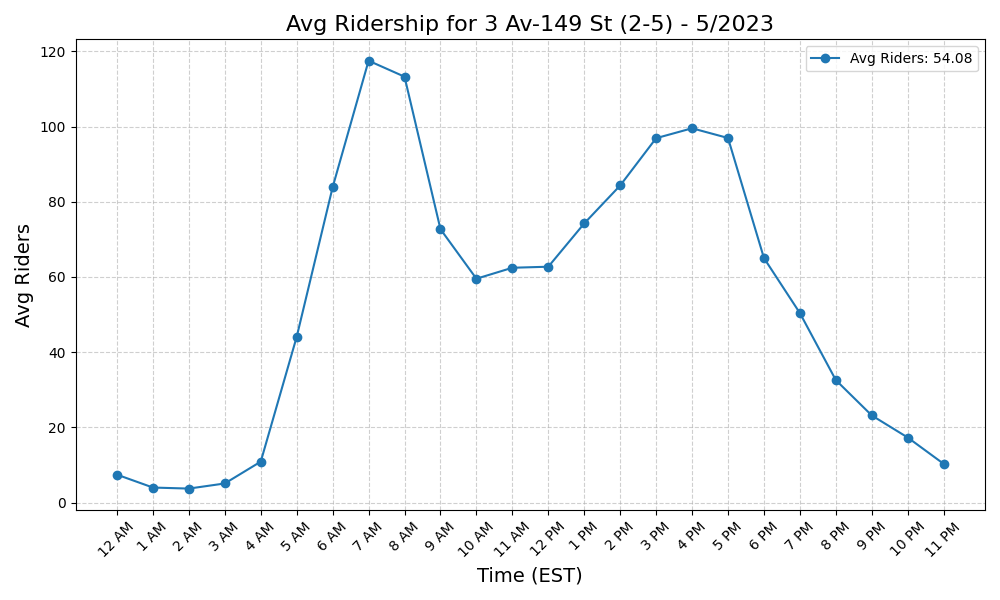 Avg Ridership for 3 Av-149 St (2-5) - 5/2023
Avg Riders: 54.08
120
100
80
60
40
20
0
Avg Riders
12 AM
1 AM
2 AM
3 AM
4 AM
5 AM
6 AM
7 AM
8 AM
9 AM
10 AM
11 AM
12 PM
1 PM
2 PM
3 PM
4 PM
5 PM
6 PM
7 PM
8 PM
9 PM
10 PM
11 PM
Time (EST)